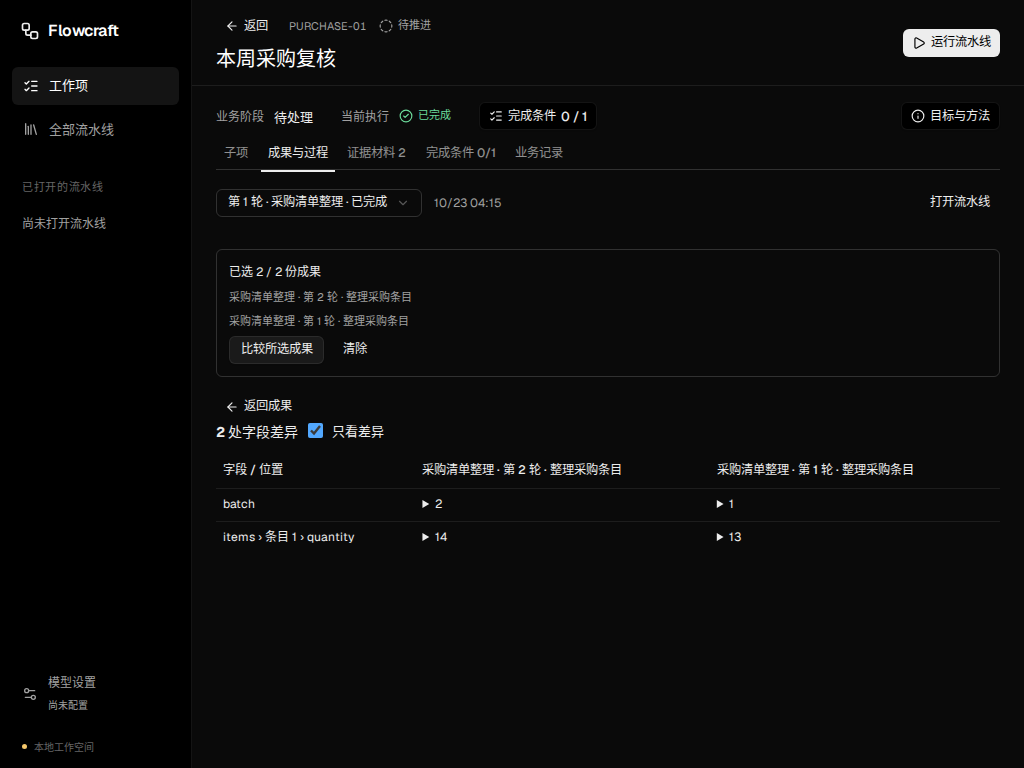 Flowcraft
工作项
全部流水线
已打开的流水线
尚未打开流水线
模型设置
尚未配置
本地工作空间
返回 PURCHASE-01 待推进
本周采购复核
运行流水线
业务阶段 待处理 当前执行 已完成 完成条件 0 / 1 目标与方法
子项 成果与过程 证据材料 2 完成条件 0/1 业务记录
第 1 轮 · 采购清单整理 · 已完成 10/23 04:15 打开流水线
已选 2 / 2 份成果
采购清单整理 · 第 2 轮 · 整理采购条目
采购清单整理 · 第 1 轮 · 整理采购条目
比较所选成果 清除
返回成果
2 处字段差异 只看差异
字段 / 位置 采购清单整理 · 第 2 轮 · 整理采购条目 采购清单整理 · 第 1 轮 · 整理采购条目
batch 2 1
items › 条目 1 › quantity 14 13